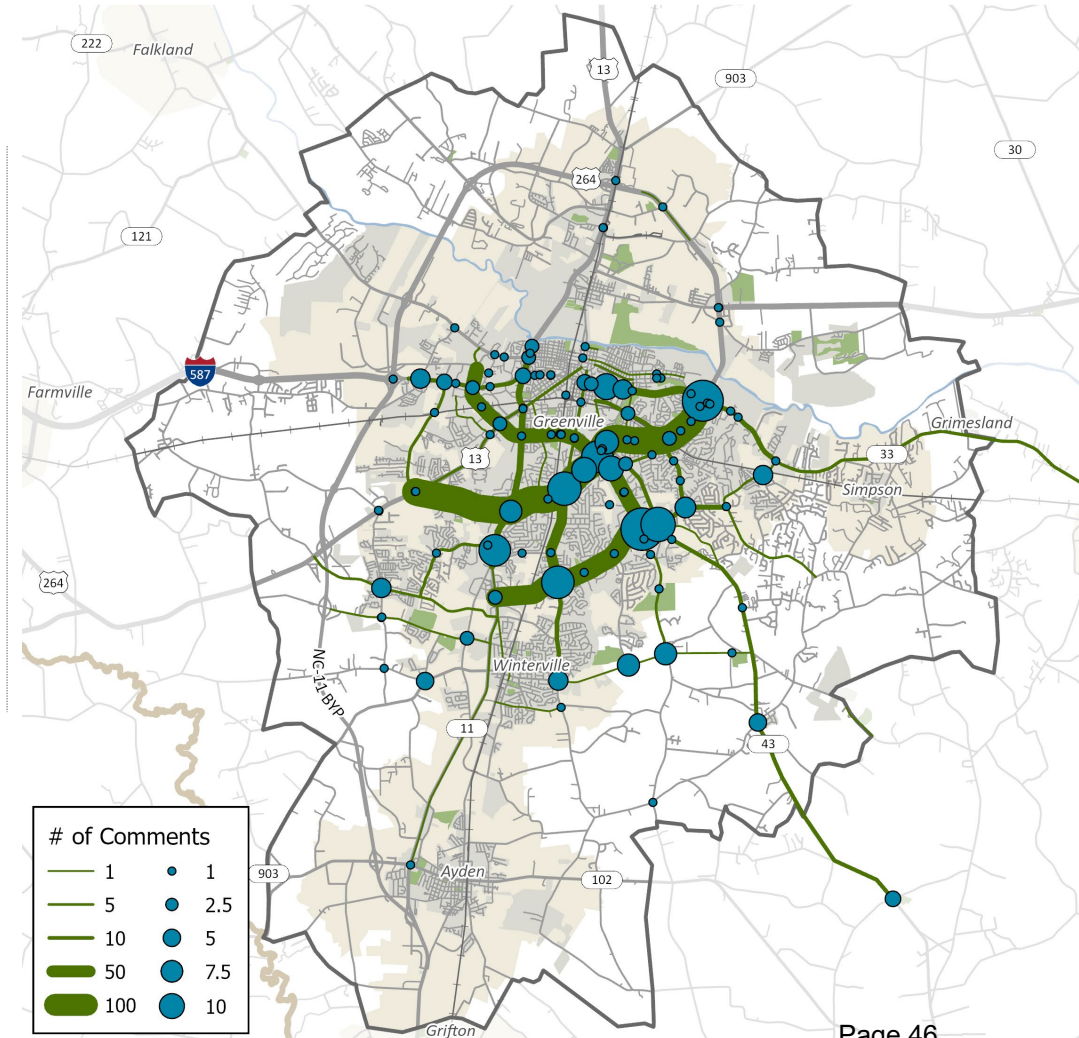 222
Falkland
13
903
30
264
121
587
Farmville
Greenville
Grimesland
13
33
Simpson
264
NC-11-BYP
Winterville
11
43
# of Comments
1 1
5 2.5
10 5
50 7.5
100 10
903
Ayden
102
Grifton
Page 46